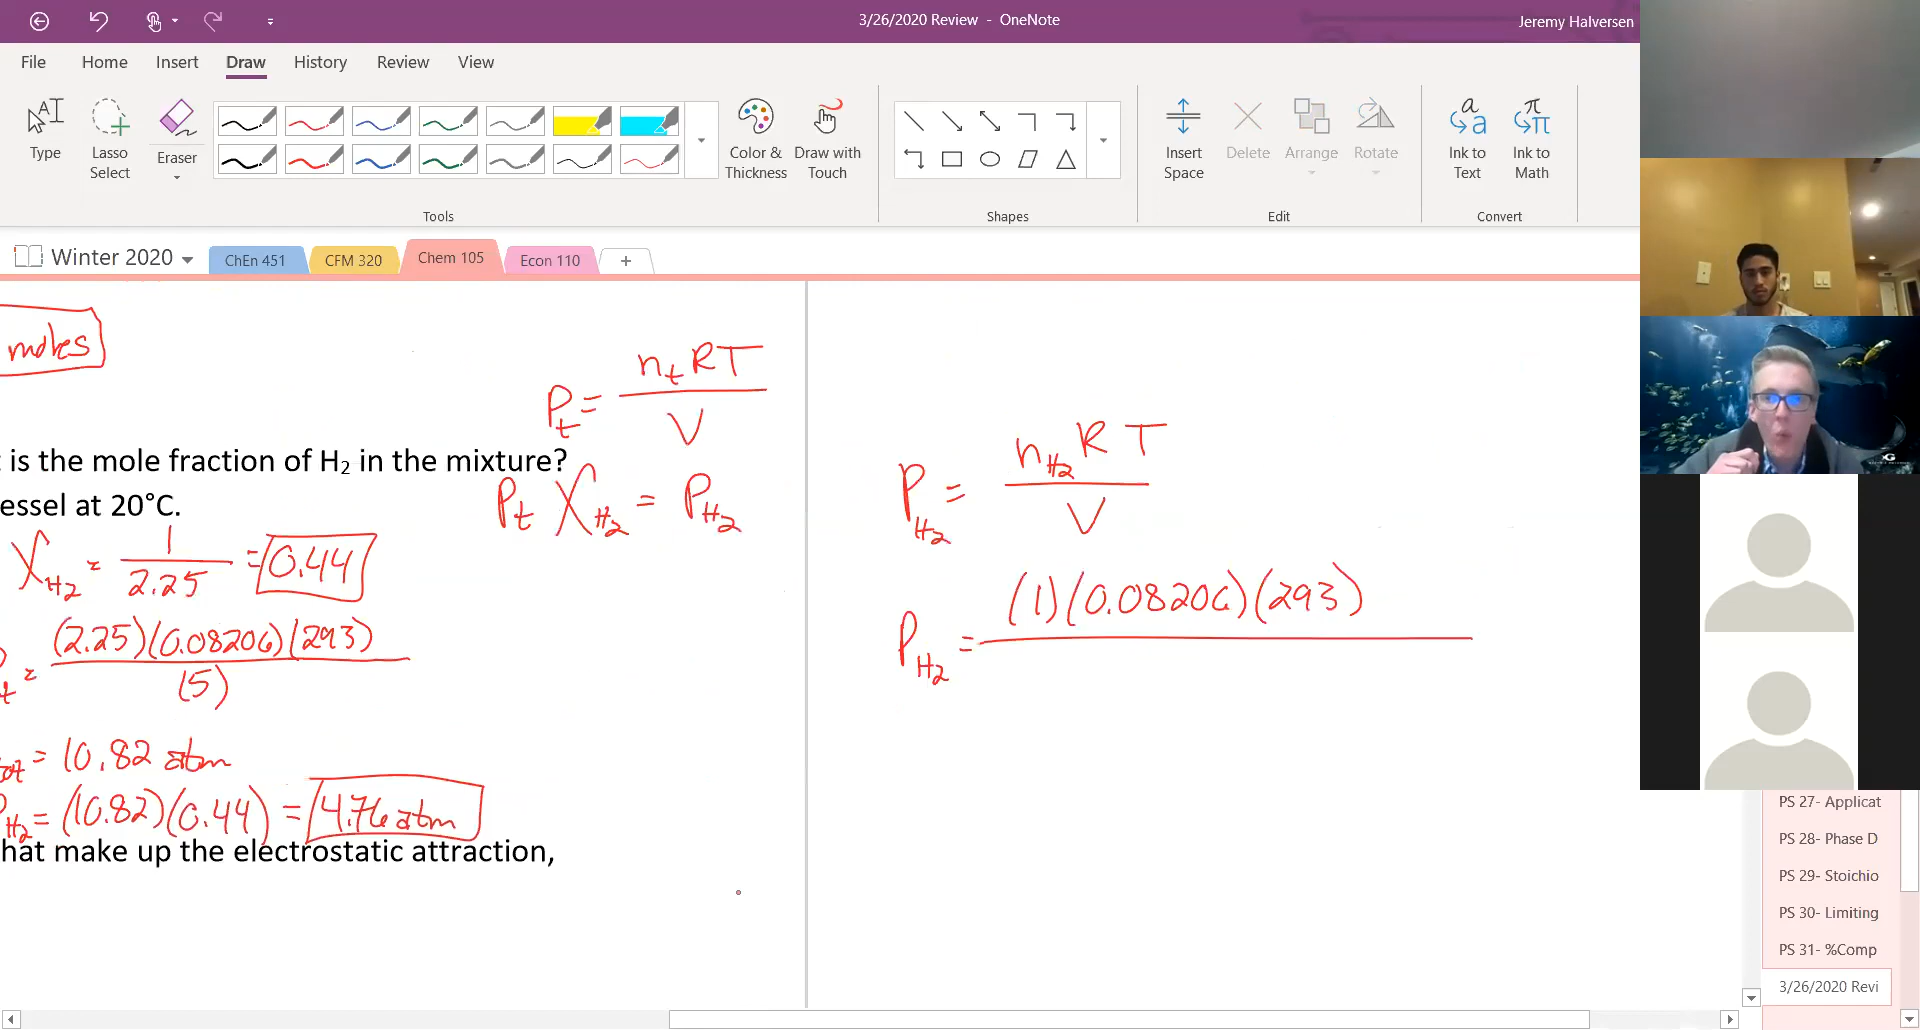 3/26/2020 Review - OneNote
Jeremy Halversen
File Home Insert Draw History Review View
Type
Lasso Select
Eraser
Color & Thickness
Draw with Touch
Insert Space
Delete
Arrange
Rotate
Ink to Text
Ink to Math
Tools
Shapes
Edit
Convert
Winter 2020
ChEn 451
CFM 320
Chem 105
Econ 110
+
moles
Pt = nt RT / V
is the mole fraction of H₂ in the mixture?
essel at 20°C.
Pt XH₂ = PH₂
XH₂ = 1 / 2.25 = 0.44
t = (2.25)(0.08206)(293) / (5)
tot = 10.82 atm
PH₂ = (10.82)(0.44) = 4.76 atm
hat make up the electrostatic attraction,
PH₂ = nH₂ R T / V
PH₂ = (1)(0.08206)(293)
PS 27- Applicat
PS 28- Phase D
PS 29- Stoichio
PS 30- Limiting
PS 31- %Comp
3/26/2020 Revi